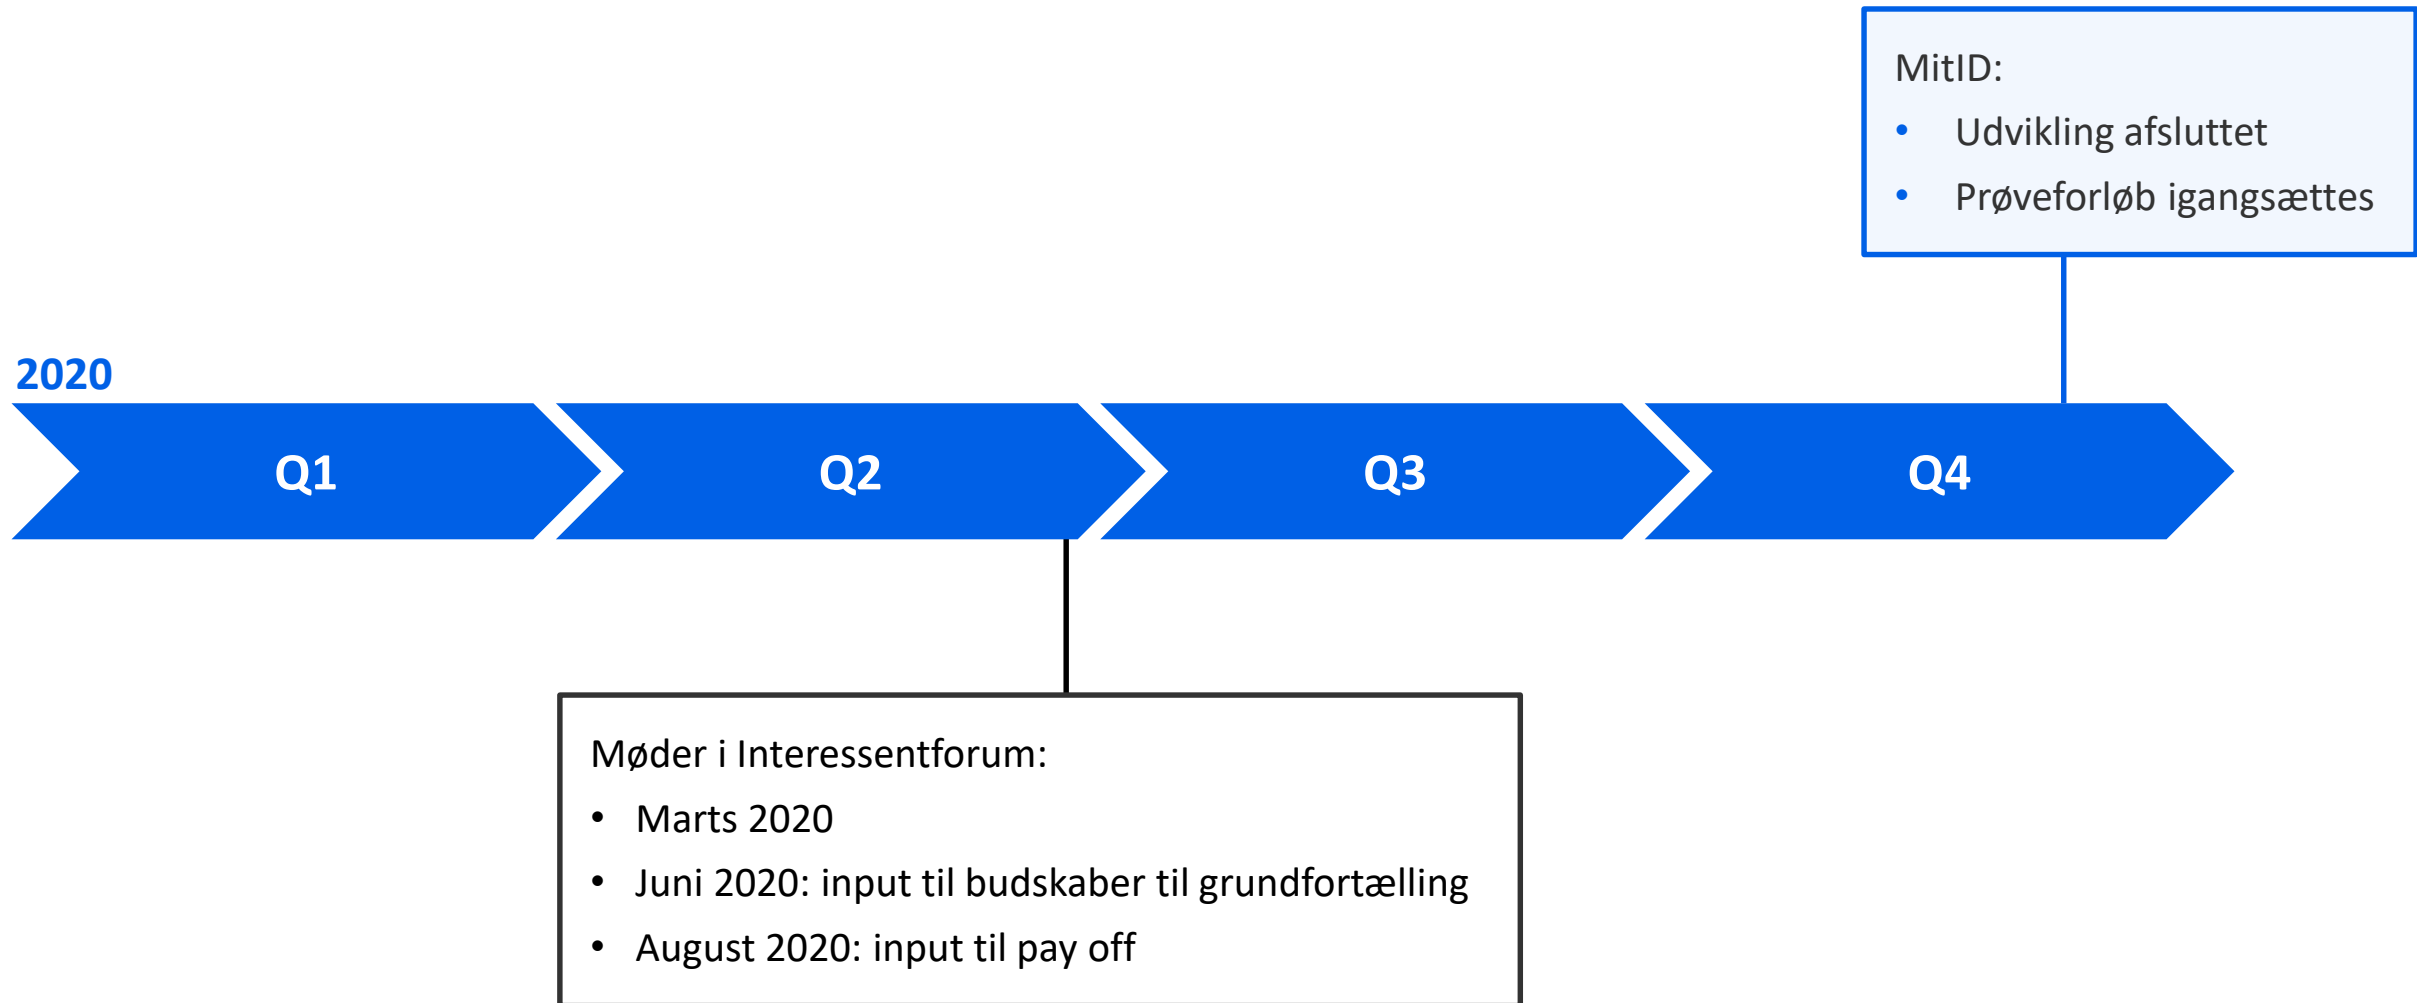 MitID:
• Udvikling afsluttet
• Prøveforløb igangsættes
2020
Q1
Q2
Q3
Q4
Møder i Interessentforum:
• Marts 2020
• Juni 2020: input til budskaber til grundfortælling
• August 2020: input til pay off